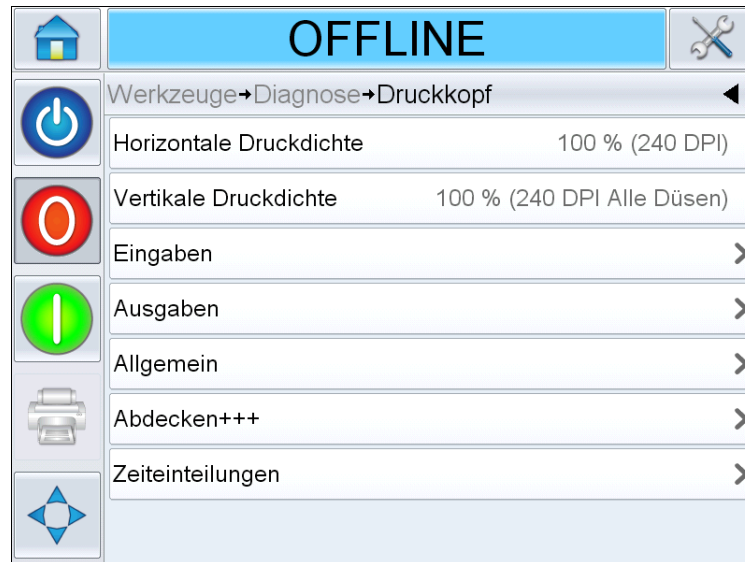 OFFLINE
Werkzeuge→Diagnose→Druckkopf
Horizontale Druckdichte 100 % (240 DPI)
Vertikale Druckdichte 100 % (240 DPI Alle Düsen)
Eingaben
Ausgaben
Allgemein
Abdecken+++
Zeiteinteilungen